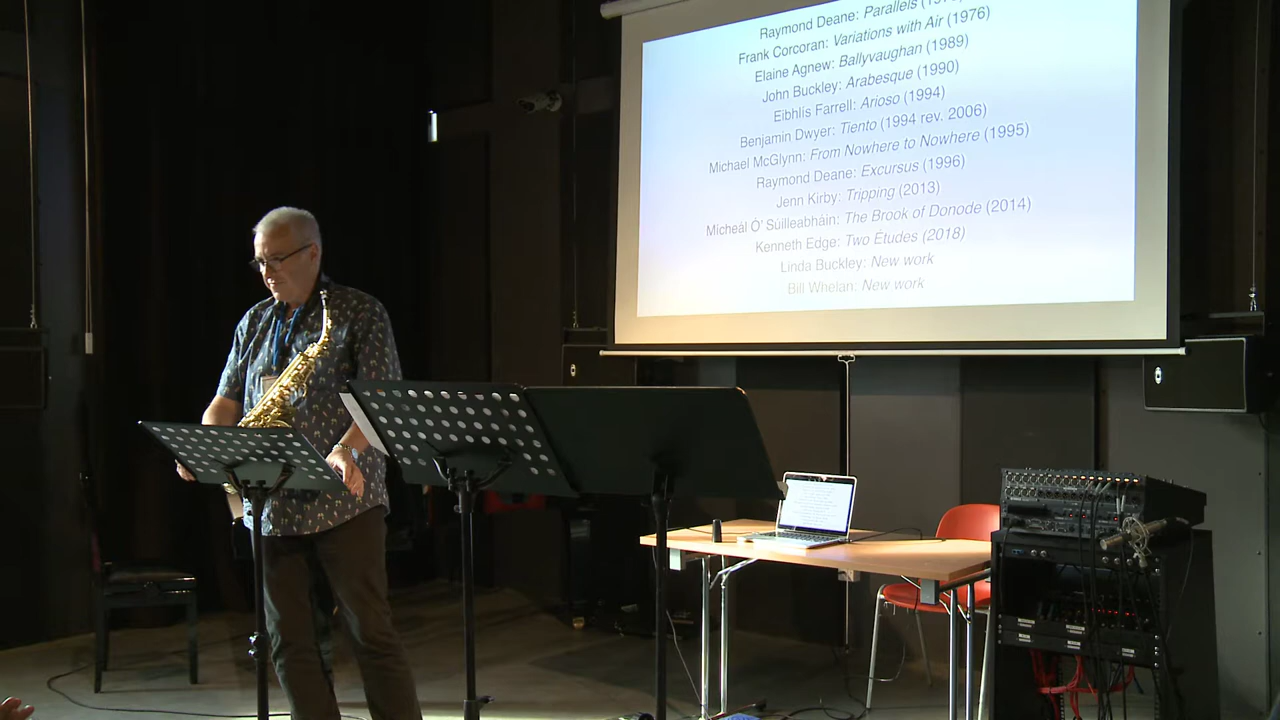 Raymond Deane: Parallels
Frank Corcoran: Variations with Air (1976)
Elaine Agnew: Ballyvaughan (1989)
John Buckley: Arabesque (1990)
Eibhlís Farrell: Arioso (1994)
Benjamin Dwyer: Tiento (1994 rev. 2006)
Michael McGlynn: From Nowhere to Nowhere (1995)
Raymond Deane: Excursus (1996)
Jenn Kirby: Tripping (2013)
Micheál Ó' Súilleabháin: The Brook of Donode (2014)
Kenneth Edge: Two Études (2018)
Linda Buckley: New work
Bill Whelan: New work